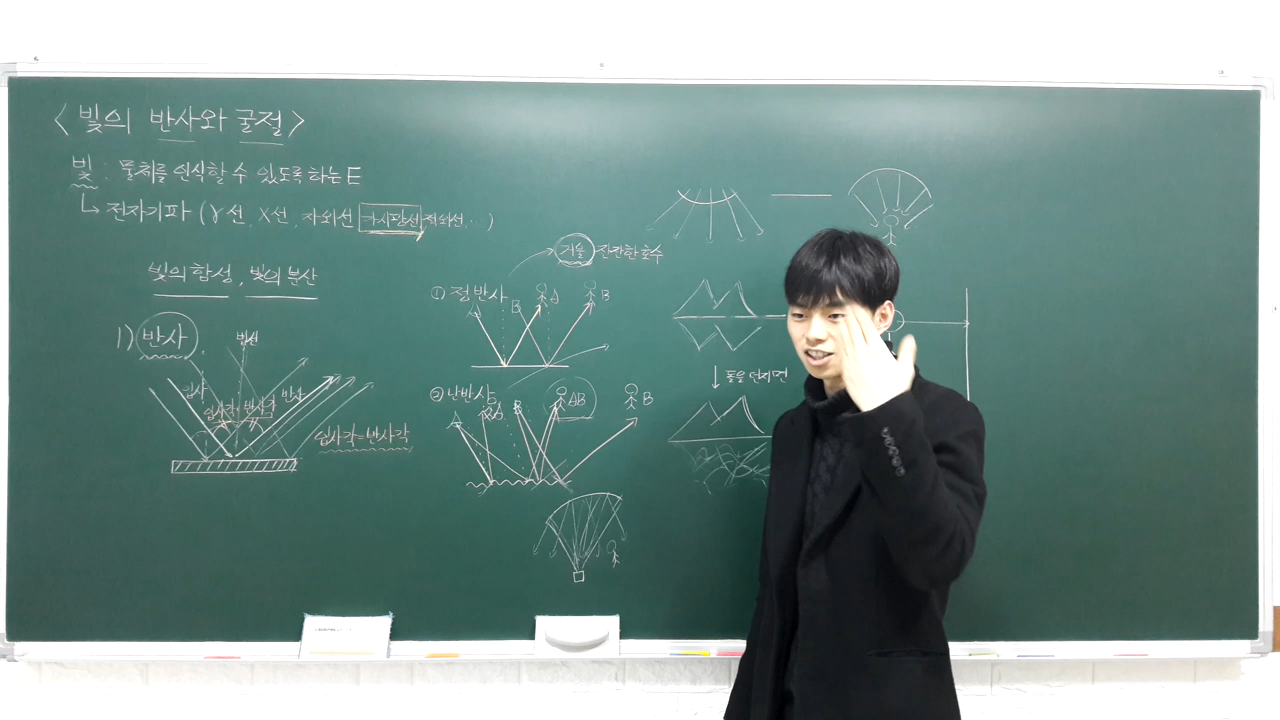 < 빛의 반사와 굴절 >
빛 : 물체를 인식할 수 있도록 하는 E
↳ 전자기파 (γ선, X선, 자외선 가시광선 적외선, …)
빛의 합성, 빛의 분산
1) 반사
법선
입사
반사
입사각
반사각
입사각=반사각
거울 잔잔한 호수
① 정반사
A
B
A
B
② 난반사
A
B
A
B
AB
B
↓ 돌을 던지면